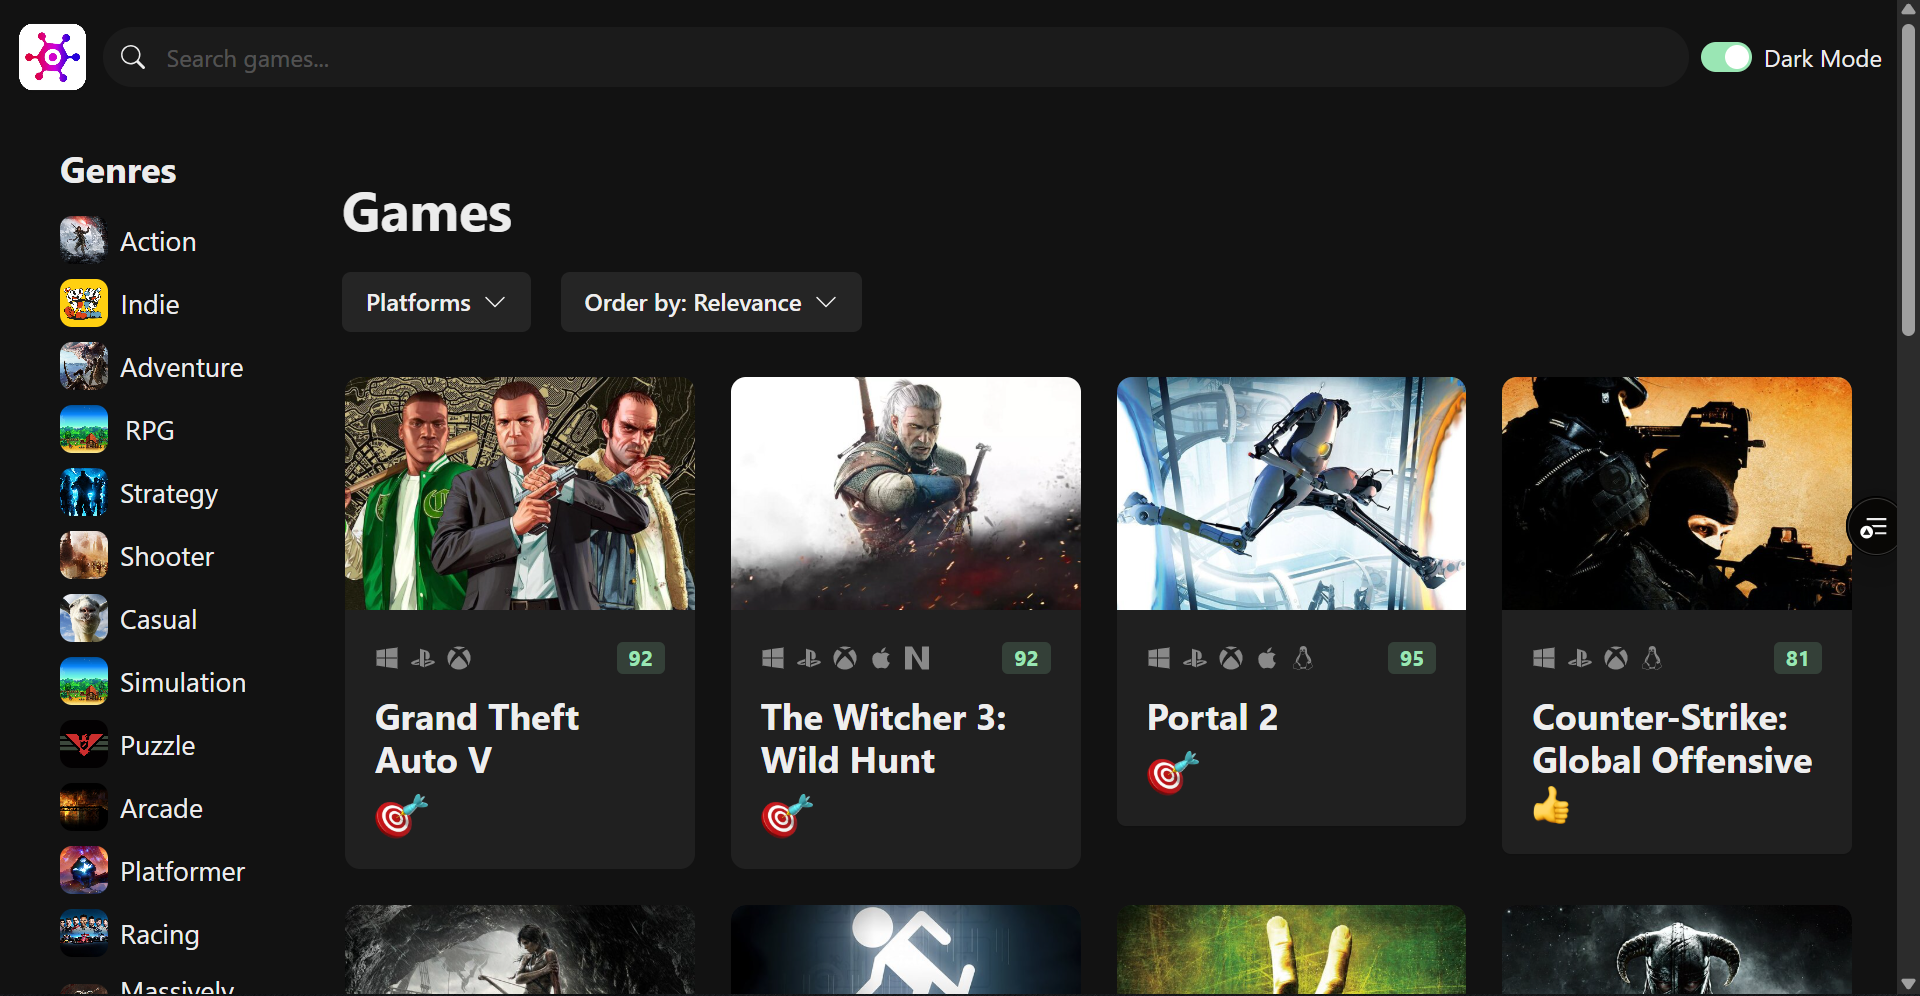 Search games...
Dark Mode
Genres
Action
Indie
Adventure
RPG
Strategy
Shooter
Casual
Simulation
Puzzle
Arcade
Platformer
Racing
Massively
Games
Platforms
Order by: Relevance
92
Grand Theft
Auto V
92
The Witcher 3:
Wild Hunt
95
Portal 2
81
Counter-Strike:
Global Offensive